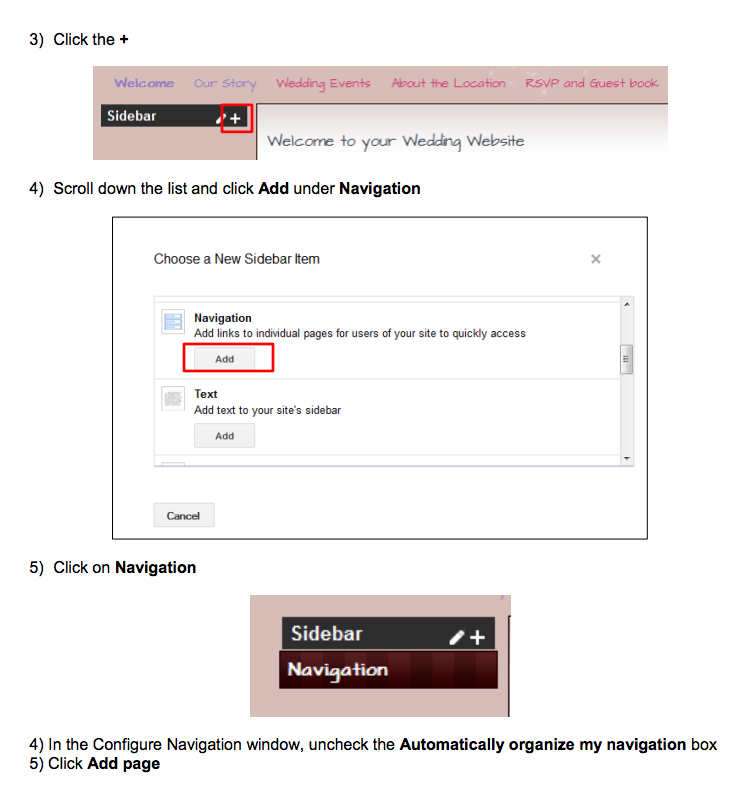 3) Click the +
Welcome Our Story Wedding Events About the Location RSVP and Guest book
Sidebar +
Welcome to your Wedding Website
4) Scroll down the list and click Add under Navigation
Choose a New Sidebar Item ×
Navigation
Add links to individual pages for users of your site to quickly access
Add
Text
Add text to your site's sidebar
Add
Cancel
5) Click on Navigation
Sidebar +
Navigation
4) In the Configure Navigation window, uncheck the Automatically organize my navigation box
5) Click Add page